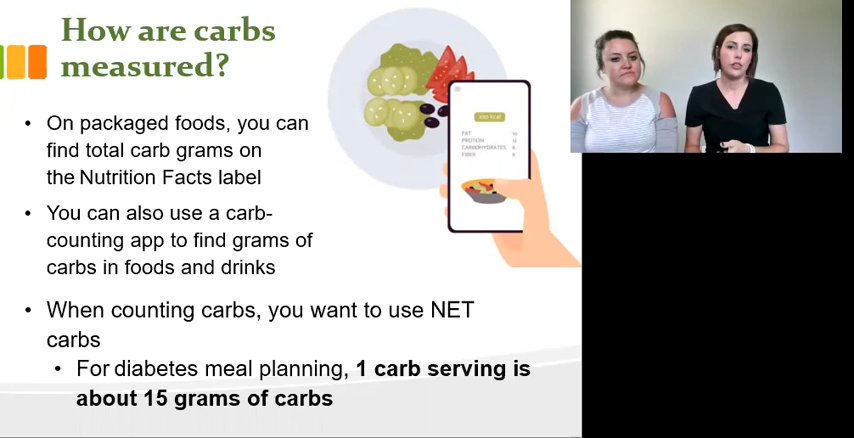 How are carbs
measured?
• On packaged foods, you can
find total carb grams on
the Nutrition Facts label
• You can also use a carb-
counting app to find grams of
carbs in foods and drinks
• When counting carbs, you want to use NET
carbs
• For diabetes meal planning, 1 carb serving is
about 15 grams of carbs
FAT
PROTEIN
CARBOHYDRATES
FIBER